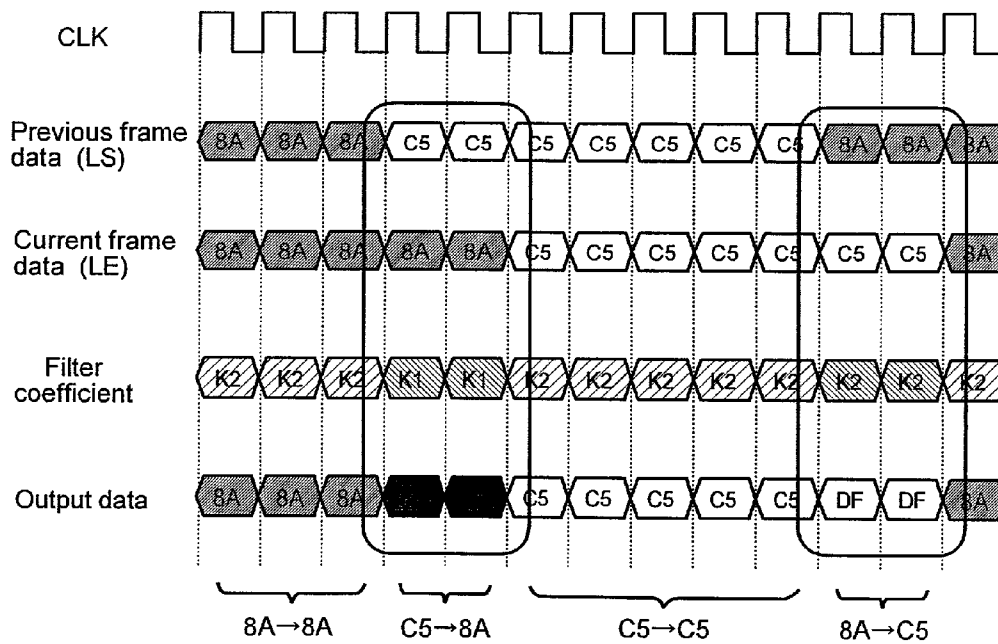 CLK
Previous frame data (LS) 8A 8A 8A C5 C5 C5 C5 C5 C5 C5 8A 8A 8A
Current frame data (LE) 8A 8A 8A 8A 8A C5 C5 C5 C5 C5 C5 C5 8A
Filter coefficient K2 K2 K2 K1 K1 K2 K2 K2 K2 K2 K2 K2 K2
Output data 8A 8A 8A C5 C5 C5 C5 C5 DF DF 8A
8A→8A C5→8A C5→C5 8A→C5